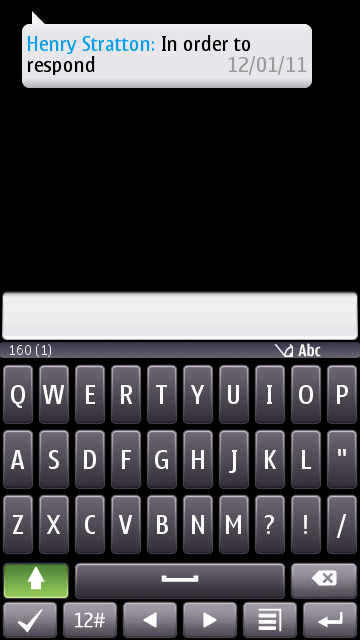 Henry Stratton: In order to
respond 12/01/11
160 (1) Abc
Q W E R T Y U I O P
A S D F G H J K L "
Z X C V B N M ? ! /
12#